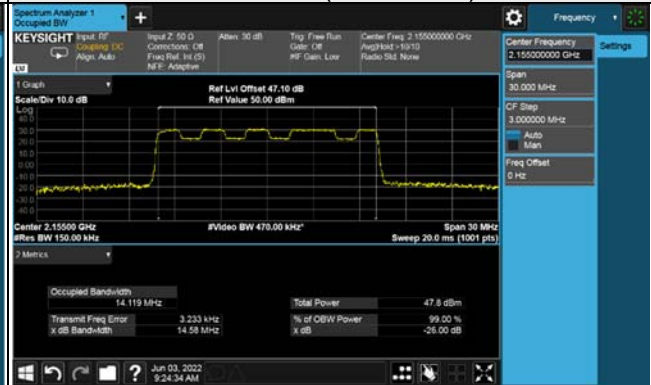 Spectrum Analyzer 1
Occupied BW
Frequency
KEYSIGHT
Input: RF
Coupling: DC
Align: Auto
Input Z: 50 Ω
Corrections: Off
Freq Ref: Int (S)
NFE: Adaptive
Atten: 30 dB
Trig: Free Run
Gate: Off
#IF Gain: Low
Center Freq: 2.155000000 GHz
Avg|Hold:>10/10
Radio Std: None
Center Frequency
2.155000000 GHz
Settings
Span
30.000 MHz
CF Step
3.000000 MHz
Auto
Man
Freq Offset
0 Hz
1 Graph
Scale/Div 10.0 dB
Ref Lvl Offset 47.10 dB
Ref Value 50.00 dBm
Log
40.0
30.0
20.0
10.0
0.00
-10.0
-20.0
-30.0
-40.0
Center 2.15500 GHz
#Res BW 150.00 kHz
#Video BW 470.00 kHz*
Span 30 MHz
Sweep 20.0 ms (1001 pts)
2 Metrics
Occupied Bandwidth
14.119 MHz
Total Power
47.8 dBm
Transmit Freq Error
3.233 kHz
% of OBW Power
99.00 %
x dB Bandwidth
14.58 MHz
x dB
-26.00 dB
?
Jun 03, 2022
9:24:34 AM